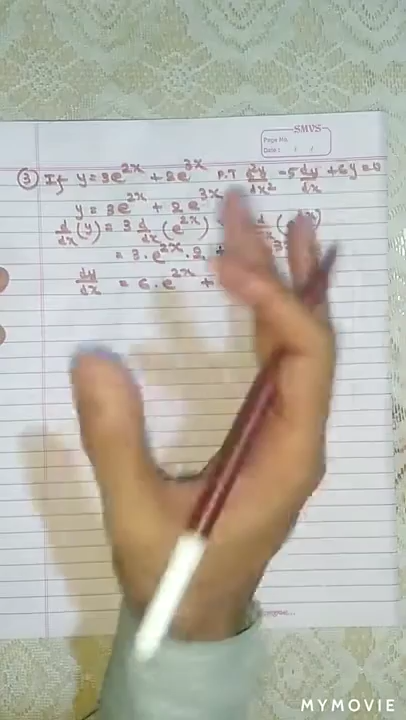 SMVS
Page No.
Date : / /
③ If y = 3e^2x + 2e^3x P.T d²y/dx² - 5 dy/dx + 6y = 0
y = 3e^2x + 2e^3x
d/dx (y) = 3 d/dx (e^2x)
= 3 . e^2x . 2
dy/dx = 6 . e^2x +
MYMOVIE